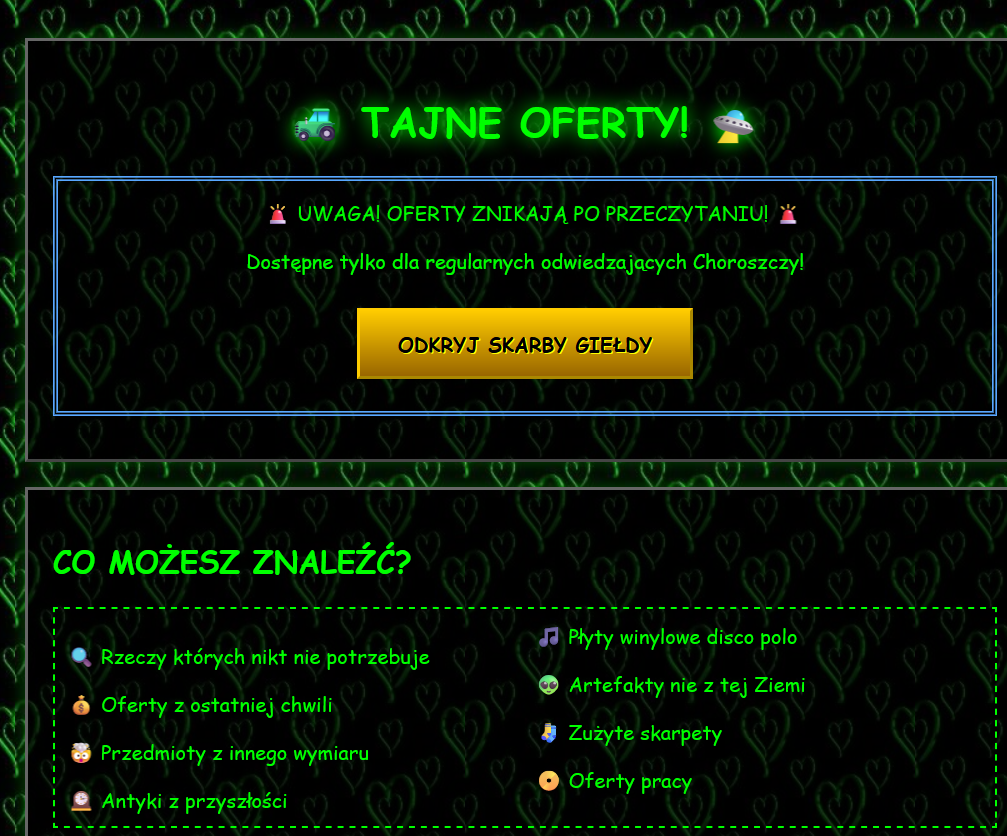 TAJNE OFERTY!
UWAGA! OFERTY ZNIKAJĄ PO PRZECZYTANIU!
Dostępne tylko dla regularnych odwiedzających Choroszczy!
ODKRYJ SKARBY GIEŁDY
CO MOŻESZ ZNALEŹĆ?
Rzeczy których nikt nie potrzebuje
Oferty z ostatniej chwili
Przedmioty z innego wymiaru
Antyki z przyszłości
Płyty winylowe disco polo
Artefakty nie z tej Ziemi
Zużyte skarpety
Oferty pracy